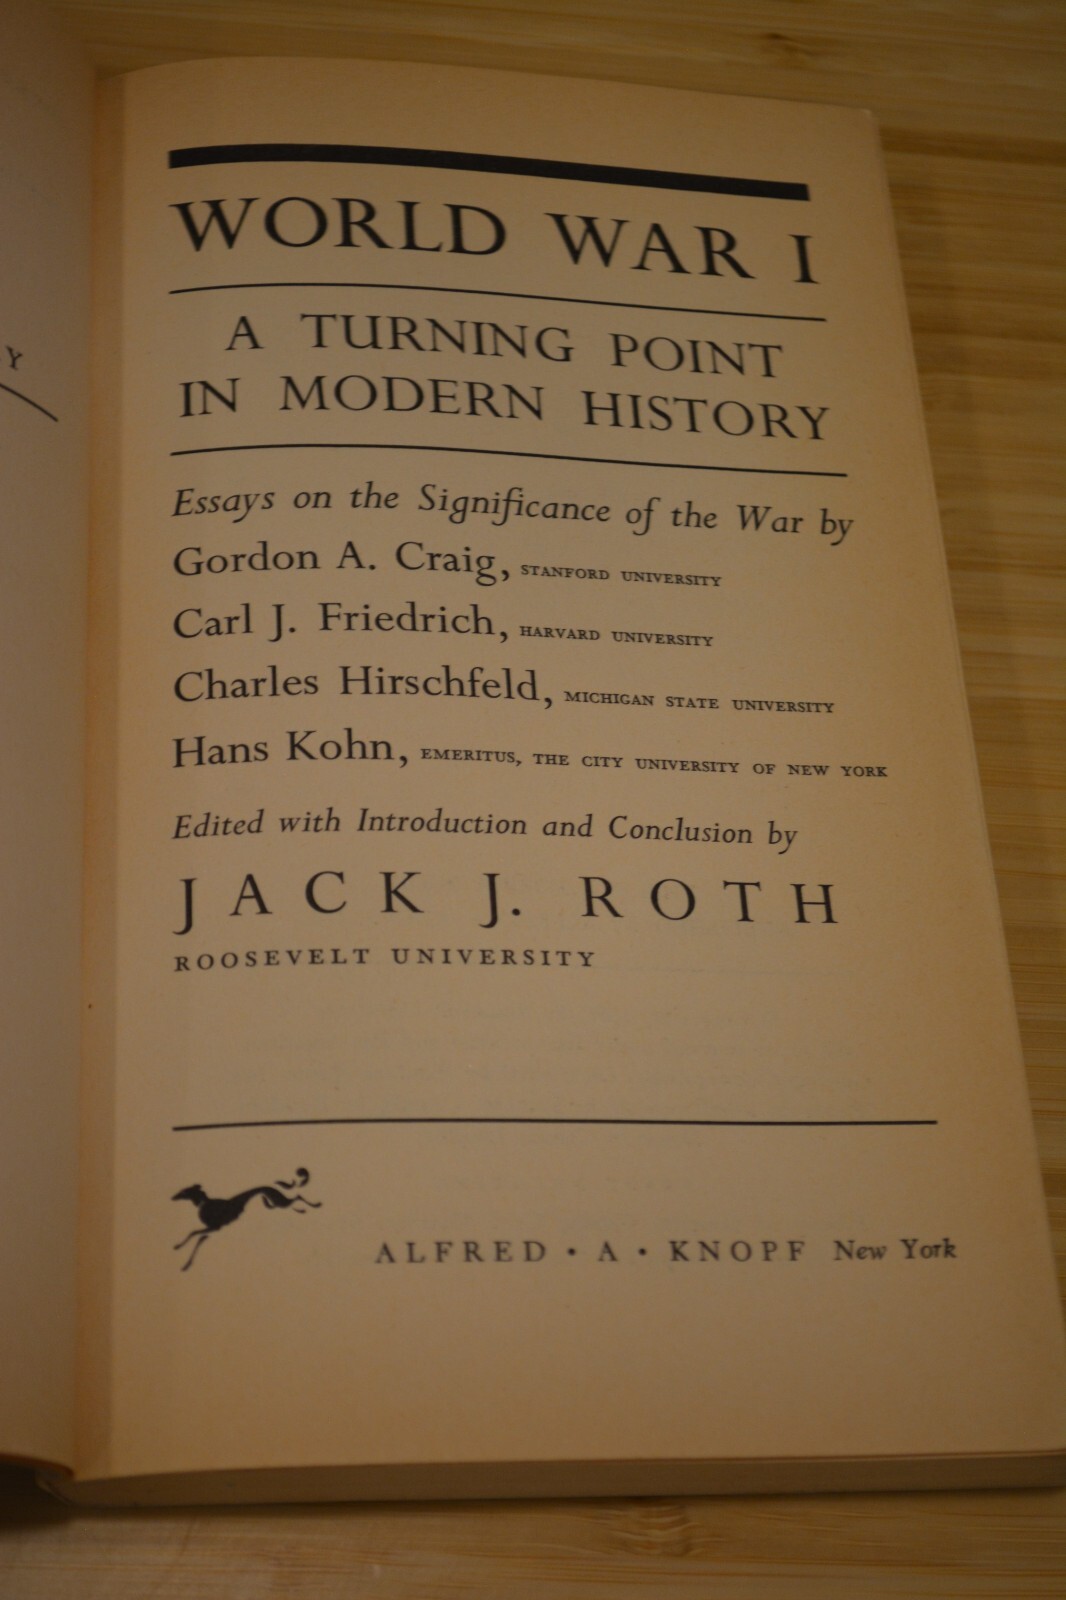 WORLD WAR I
A TURNING POINT
IN MODERN HISTORY
Essays on the Significance of the War by
Gordon A. Craig, STANFORD UNIVERSITY
Carl J. Friedrich, HARVARD UNIVERSITY
Charles Hirschfeld, MICHIGAN STATE UNIVERSITY
Hans Kohn, EMERITUS, THE CITY UNIVERSITY OF NEW YORK
Edited with Introduction and Conclusion by
JACK J. ROTH
ROOSEVELT UNIVERSITY
ALFRED · A · KNOPF New York